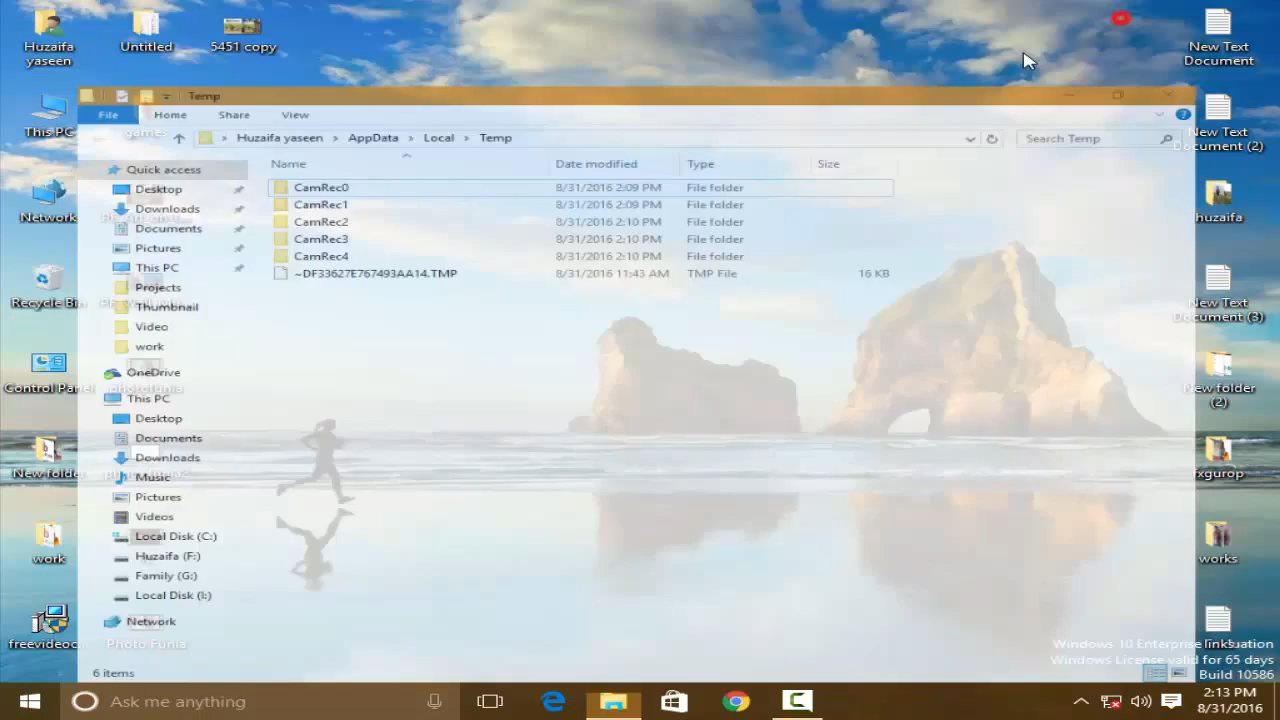 Huzaifa yaseen
Untitled
5451 copy
New Text Document
Temp
File Home Share View
Huzaifa yaseen AppData Local Temp
Search Temp
This PC
game
New Text Document (2)
Name Date modified Type Size
Quick access
CamRec0 8/31/2016 2:09 PM File folder
CamRec1 8/31/2016 2:09 PM File folder
CamRec2 8/31/2016 2:10 PM File folder
CamRec3 8/31/2016 2:10 PM File folder
CamRec4 8/31/2016 2:10 PM File folder
~DF33627E767493AA14.TMP 8/31/2016 11:43 AM TMP File 16 KB
Desktop
Downloads
Documents
Pictures
This PC
Projects
Thumbnail
Video
work
OneDrive
This PC
Desktop
Documents
Downloads
Music
Pictures
Videos
Local Disk (C:)
Huzaifa (F:)
Family (G:)
Local Disk (I:)
Network
6 items
Network
Recycle Bin
Control Panel
photofunia
New folder
work
freevideoc
Photo Funia
huzaifa
New Text Document (3)
New folder (2)
fxgurop
works
Windows 10 Enterprise
Windows License valid for 65 days
Build 10586
Ask me anything
2:13 PM
8/31/2016